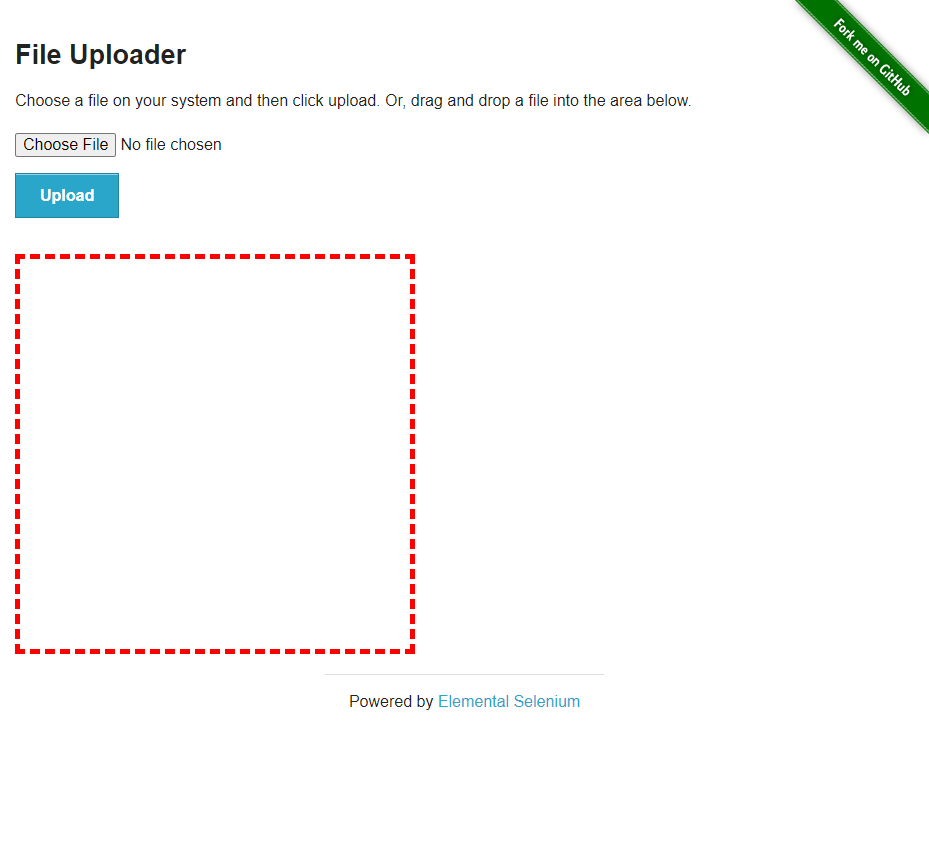 Fork me on GitHub
File Uploader
Choose a file on your system and then click upload. Or, drag and drop a file into the area below.
Choose File No file chosen
Upload
Powered by Elemental Selenium